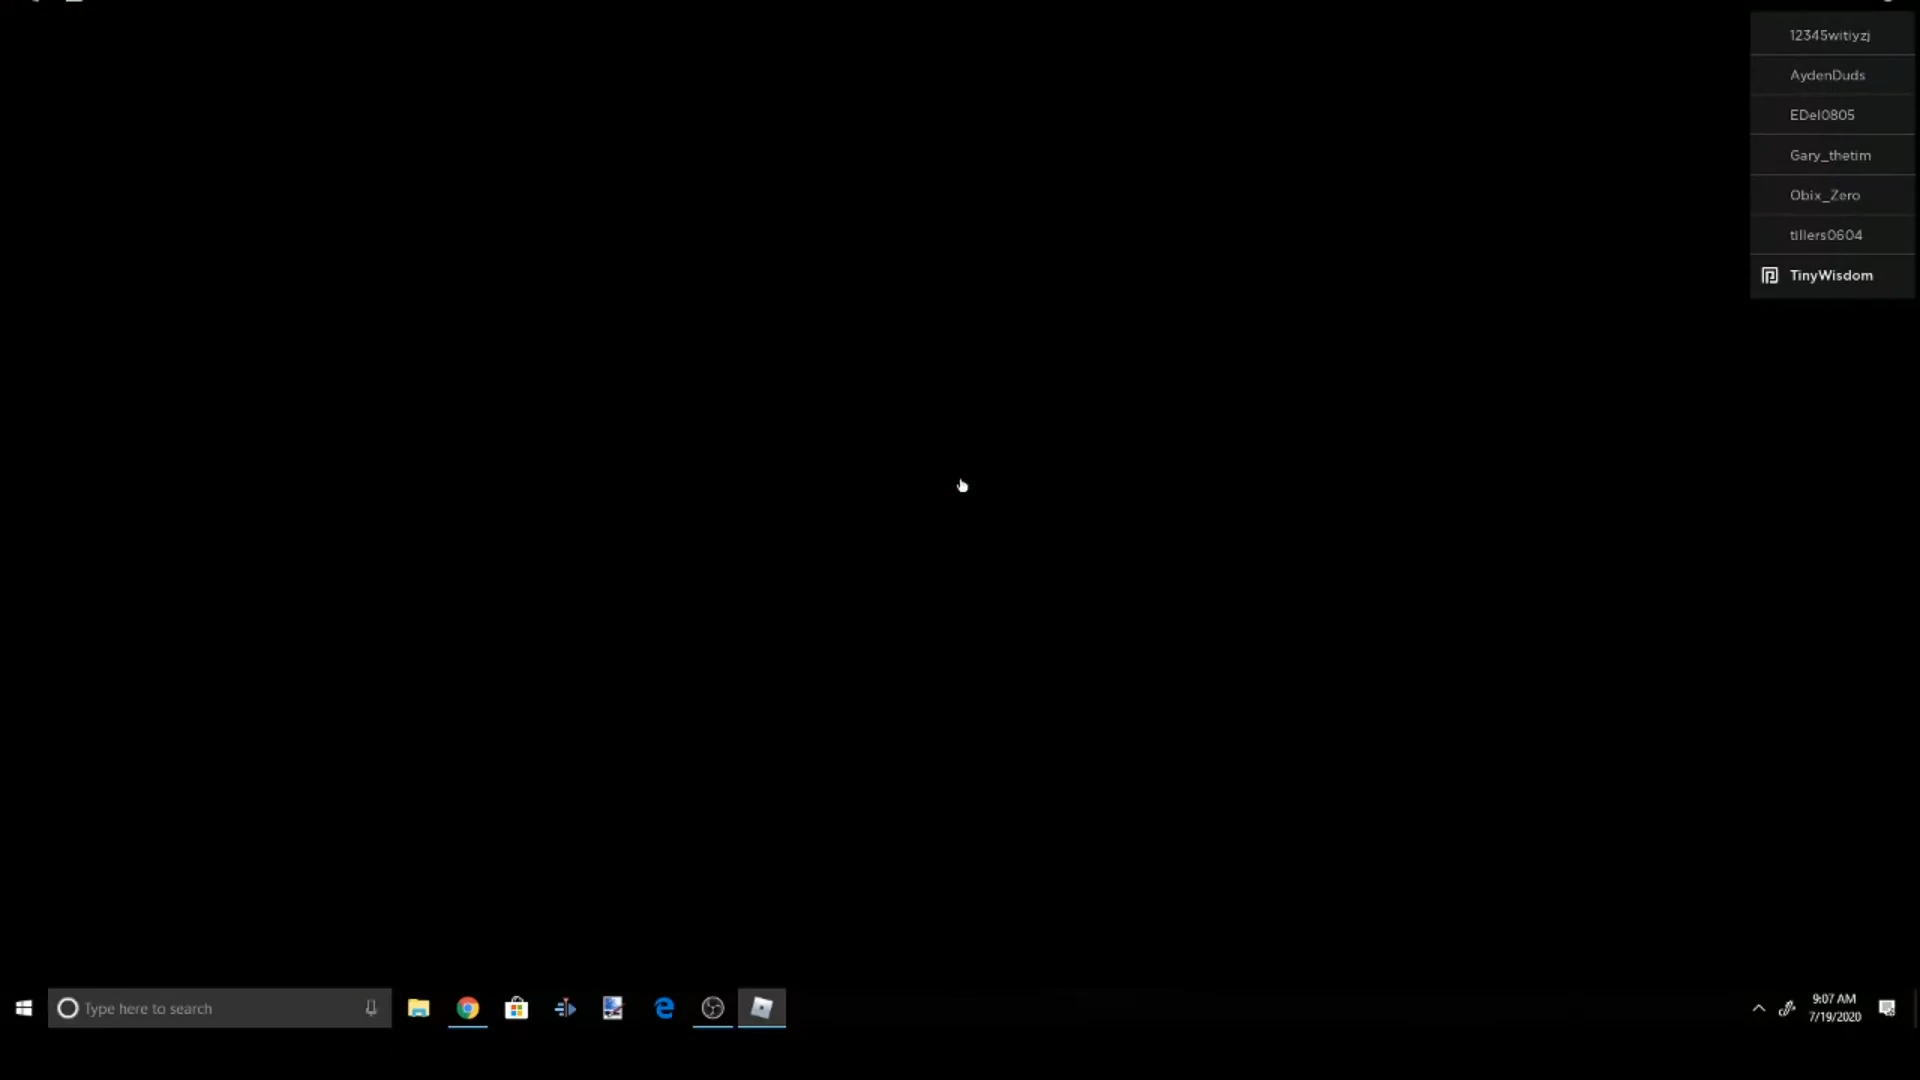 12345witiyzj
AydenDuds
EDel0805
Gary_thetim
Obix_Zero
tillers0604
TinyWisdom
Type here to search
9:07 AM
7/19/2020